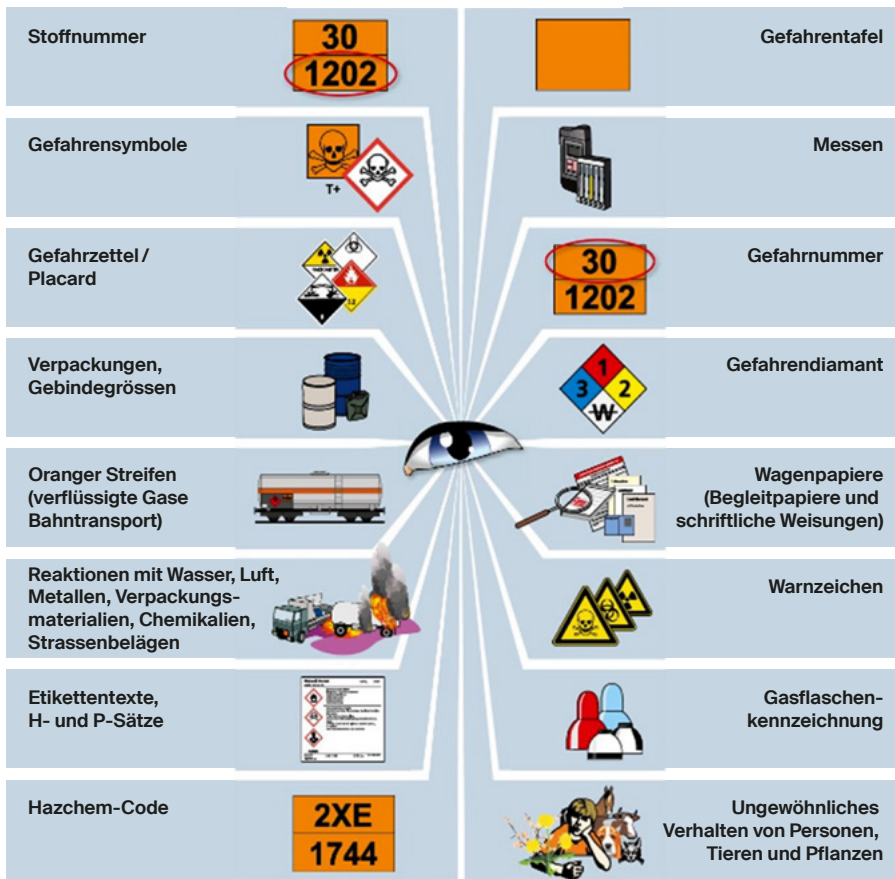 Stoffnummer
30
1202
Gefahrentafel
Gefahrensymbole
T+
Messen
Gefahrzettel /
Placard
Gefahrnummer
30
1202
Verpackungen,
Gebindegrössen
Gefahrendiamant
1
3
2
W
Oranger Streifen
(verflüssigte Gase
Bahntransport)
Wagenpapiere
(Begleitpapiere und
schriftliche Weisungen)
Reaktionen mit Wasser, Luft,
Metallen, Verpackungs-
materialien, Chemikalien,
Strassenbelägen
Warnzeichen
Etikettentexte,
H- und P-Sätze
Gasflaschen-
kennzeichnung
Hazchem-Code
2XE
1744
Ungewöhnliches
Verhalten von Personen,
Tieren und Pflanzen